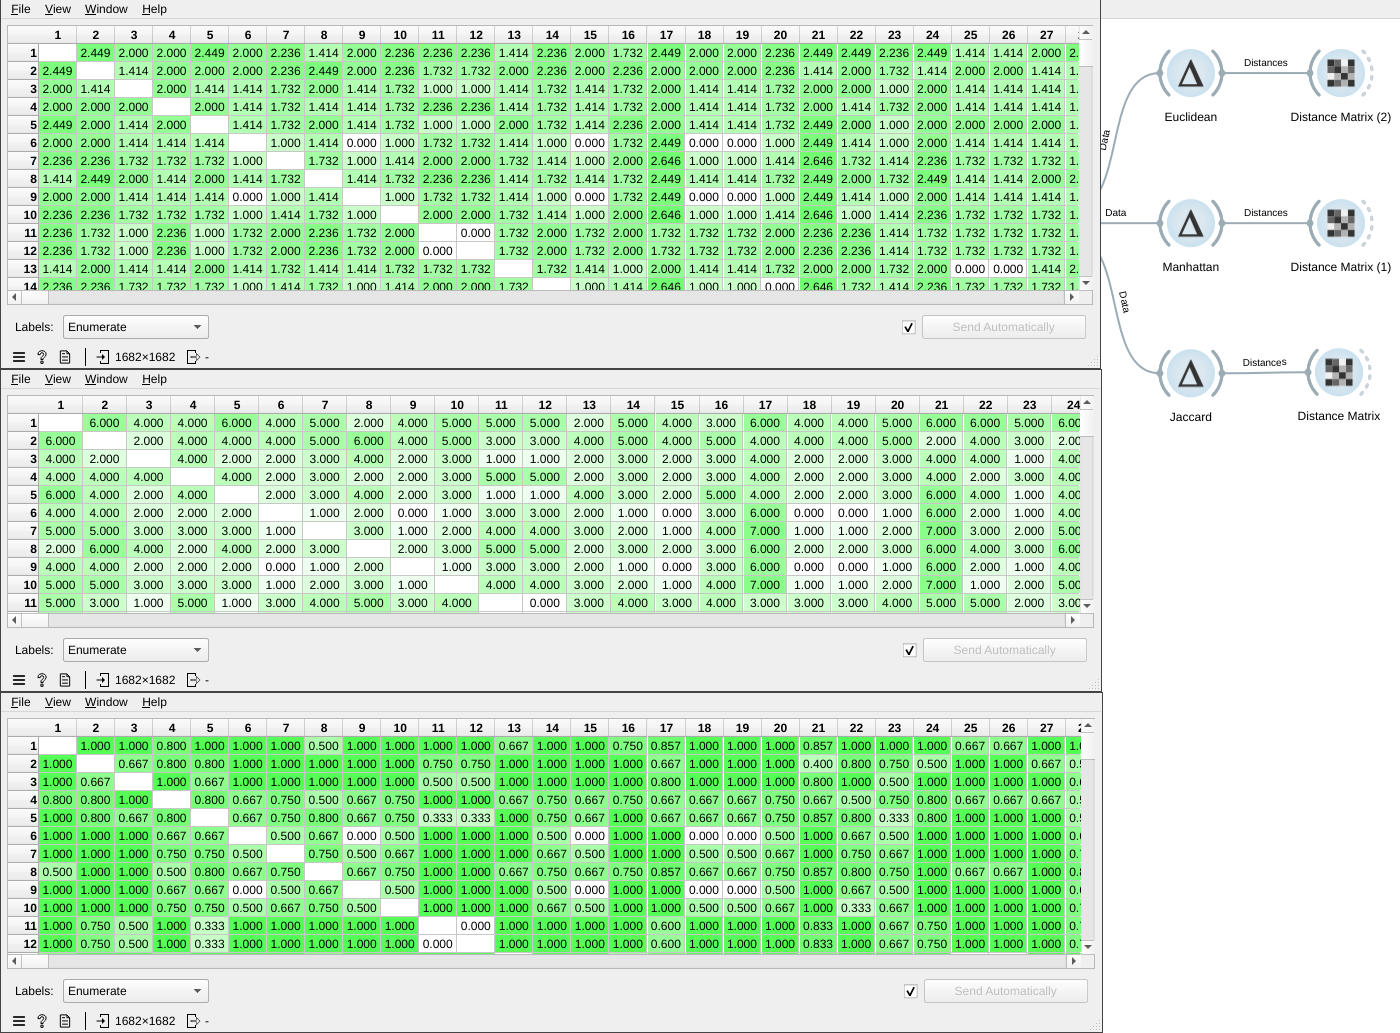 File View Window Help
1 2 3 4 5 6 7 8 9 10 11 12 13 14 15 16 17 18 19 20 21 22 23 24 25 26 27
1 2.449 2.000 2.000 2.449 2.000 2.236 1.414 2.000 2.236 2.236 2.236 1.414 2.236 2.000 1.732 2.449 2.000 2.000 2.236 2.449 2.449 2.236 2.449 1.414 1.414 2.000 2.
2 2.449 1.414 2.000 2.000 2.000 2.236 2.449 2.000 2.236 1.732 1.732 2.000 2.236 2.000 2.236 2.000 2.000 2.000 2.236 1.414 2.000 1.732 1.414 2.000 2.000 1.414 1.
3 2.000 1.414 2.000 1.414 1.414 1.732 2.000 1.414 1.732 1.000 1.000 1.414 1.732 1.414 1.732 2.000 1.414 1.414 1.732 2.000 2.000 1.000 2.000 1.414 1.414 1.414 1.
4 2.000 2.000 2.000 2.000 1.414 1.732 1.414 1.414 1.732 2.236 2.236 1.414 1.732 1.414 1.732 2.000 1.414 1.414 1.732 2.000 1.414 1.732 2.000 1.414 1.414 1.414 1.
5 2.449 2.000 1.414 2.000 1.414 1.732 2.000 1.414 1.732 1.000 1.000 2.000 1.732 1.414 2.236 2.000 1.414 1.414 1.732 2.449 2.000 1.000 2.000 2.000 2.000 2.000 1.
6 2.000 2.000 1.414 1.414 1.414 1.000 1.414 0.000 1.000 1.732 1.732 1.414 1.000 0.000 1.732 2.449 0.000 0.000 1.000 2.449 1.414 1.000 2.000 1.414 1.414 1.414 1.
7 2.236 2.236 1.732 1.732 1.732 1.000 1.732 1.000 1.414 2.000 2.000 1.732 1.414 1.000 2.000 2.646 1.000 1.000 1.414 2.646 1.732 1.414 2.236 1.732 1.732 1.732 1.
8 1.414 2.449 2.000 1.414 2.000 1.414 1.732 1.414 1.732 2.236 2.236 1.414 1.732 1.414 1.732 2.449 1.414 1.414 1.732 2.449 2.000 1.732 2.449 1.414 1.414 2.000 2.
9 2.000 2.000 1.414 1.414 1.414 0.000 1.000 1.414 1.000 1.732 1.732 1.414 1.000 0.000 1.732 2.449 0.000 0.000 1.000 2.449 1.414 1.000 2.000 1.414 1.414 1.414 1.
10 2.236 2.236 1.732 1.732 1.732 1.000 1.414 1.732 1.000 2.000 2.000 1.732 1.414 1.000 2.000 2.646 1.000 1.000 1.414 2.646 1.000 1.414 2.236 1.732 1.732 1.732 1.
11 2.236 1.732 1.000 2.236 1.000 1.732 2.000 2.236 1.732 2.000 0.000 1.732 2.000 1.732 2.000 1.732 1.732 1.732 2.000 2.236 2.236 1.414 1.732 1.732 1.732 1.732 1.
12 2.236 1.732 1.000 2.236 1.000 1.732 2.000 2.236 1.732 2.000 0.000 1.732 2.000 1.732 2.000 1.732 1.732 1.732 2.000 2.236 2.236 1.414 1.732 1.732 1.732 1.732 1.
13 1.414 2.000 1.414 1.414 2.000 1.414 1.732 1.414 1.414 1.732 1.732 1.732 1.732 1.414 1.000 2.000 1.414 1.414 1.732 2.000 2.000 1.732 2.000 0.000 0.000 1.414 2.
14 2.236 2.236 1.732 1.732 1.732 1.000 1.414 1.732 1.000 1.414 2.000 2.000 1.732 1.000 1.414 2.646 1.000 1.000 0.000 2.646 1.732 1.414 2.236 1.732 1.732 1.732 1.
Labels: Enumerate Send Automatically
1682×1682 -
File View Window Help
1 2 3 4 5 6 7 8 9 10 11 12 13 14 15 16 17 18 19 20 21 22 23 24
1 6.000 4.000 4.000 6.000 4.000 5.000 2.000 4.000 5.000 5.000 5.000 2.000 5.000 4.000 3.000 6.000 4.000 4.000 5.000 6.000 6.000 5.000 6.00
2 6.000 2.000 4.000 4.000 4.000 5.000 6.000 4.000 5.000 3.000 3.000 4.000 5.000 4.000 5.000 4.000 4.000 4.000 5.000 2.000 4.000 3.000 2.00
3 4.000 2.000 4.000 2.000 2.000 3.000 4.000 2.000 3.000 1.000 1.000 2.000 3.000 2.000 3.000 4.000 2.000 2.000 3.000 4.000 4.000 1.000 4.00
4 4.000 4.000 4.000 4.000 2.000 3.000 2.000 2.000 3.000 5.000 5.000 2.000 3.000 2.000 3.000 4.000 2.000 2.000 3.000 4.000 2.000 3.000 4.00
5 6.000 4.000 2.000 4.000 2.000 3.000 4.000 2.000 3.000 1.000 1.000 4.000 3.000 2.000 5.000 4.000 2.000 2.000 3.000 6.000 4.000 1.000 4.00
6 4.000 4.000 2.000 2.000 2.000 1.000 2.000 0.000 1.000 3.000 3.000 2.000 1.000 0.000 3.000 6.000 0.000 0.000 1.000 6.000 2.000 1.000 4.00
7 5.000 5.000 3.000 3.000 3.000 1.000 3.000 1.000 2.000 4.000 4.000 3.000 2.000 1.000 4.000 7.000 1.000 1.000 2.000 7.000 3.000 2.000 5.00
8 2.000 6.000 4.000 2.000 4.000 2.000 3.000 2.000 3.000 5.000 5.000 2.000 3.000 2.000 3.000 6.000 2.000 2.000 3.000 6.000 4.000 3.000 6.00
9 4.000 4.000 2.000 2.000 2.000 0.000 1.000 2.000 1.000 3.000 3.000 2.000 1.000 0.000 3.000 6.000 0.000 0.000 1.000 6.000 2.000 1.000 4.00
10 5.000 5.000 3.000 3.000 3.000 1.000 2.000 3.000 1.000 4.000 4.000 3.000 2.000 1.000 4.000 7.000 1.000 1.000 2.000 7.000 1.000 2.000 5.00
11 5.000 3.000 1.000 5.000 1.000 3.000 4.000 5.000 3.000 4.000 0.000 3.000 4.000 3.000 4.000 3.000 3.000 3.000 4.000 5.000 5.000 2.000 3.00
Labels: Enumerate Send Automatically
1682×1682 -
File View Window Help
1 2 3 4 5 6 7 8 9 10 11 12 13 14 15 16 17 18 19 20 21 22 23 24 25 26 27
1 1.000 1.000 0.800 1.000 1.000 1.000 0.500 1.000 1.000 1.000 1.000 0.667 1.000 1.000 0.750 0.857 1.000 1.000 1.000 0.857 1.000 1.000 1.000 0.667 0.667 1.000 1.0
2 1.000 0.667 0.800 0.800 1.000 1.000 1.000 1.000 1.000 0.750 0.750 1.000 1.000 1.000 1.000 0.667 1.000 1.000 1.000 0.400 0.800 0.750 0.500 1.000 1.000 0.667 0.
3 1.000 0.667 1.000 0.667 1.000 1.000 1.000 1.000 1.000 0.500 0.500 1.000 1.000 1.000 1.000 0.800 1.000 1.000 1.000 0.800 1.000 0.500 1.000 1.000 1.000 1.000 0.
4 0.800 0.800 1.000 0.800 0.667 0.750 0.500 0.667 0.750 1.000 1.000 0.667 0.750 0.667 0.750 0.667 0.667 0.667 0.750 0.667 0.500 0.750 0.800 0.667 0.667 0.667 0.
5 1.000 0.800 0.667 0.800 0.667 0.750 0.800 0.667 0.750 0.333 0.333 1.000 0.750 0.667 1.000 0.667 0.667 0.667 0.750 0.857 0.800 0.333 0.800 1.000 1.000 1.000 0.
6 1.000 1.000 1.000 0.667 0.667 0.500 0.667 0.000 0.500 1.000 1.000 1.000 0.500 0.000 1.000 1.000 0.000 0.000 0.500 1.000 0.667 0.500 1.000 1.000 1.000 1.000 0.
7 1.000 1.000 1.000 0.750 0.750 0.500 0.750 0.500 0.667 1.000 1.000 1.000 0.667 0.500 1.000 1.000 0.500 0.500 0.667 1.000 0.750 0.667 1.000 1.000 1.000 1.000 0.
8 0.500 1.000 1.000 0.500 0.800 0.667 0.750 0.667 0.750 1.000 1.000 0.667 0.750 0.667 0.750 0.857 0.667 0.667 0.750 0.857 0.800 0.750 1.000 0.667 0.667 1.000 0.
9 1.000 1.000 1.000 0.667 0.667 0.000 0.500 0.667 0.500 1.000 1.000 1.000 0.500 0.000 1.000 1.000 0.000 0.000 0.500 1.000 0.667 0.500 1.000 1.000 1.000 1.000 0.
10 1.000 1.000 1.000 0.750 0.750 0.500 0.667 0.750 0.500 1.000 1.000 1.000 0.667 0.500 1.000 1.000 0.500 0.500 0.667 1.000 0.333 0.667 1.000 1.000 1.000 1.000 0.
11 1.000 0.750 0.500 1.000 0.333 1.000 1.000 1.000 1.000 1.000 0.000 1.000 1.000 1.000 1.000 0.600 1.000 1.000 1.000 0.833 1.000 0.667 0.750 1.000 1.000 1.000 0.
12 1.000 0.750 0.500 1.000 0.333 1.000 1.000 1.000 1.000 1.000 0.000 1.000 1.000 1.000 1.000 0.600 1.000 1.000 1.000 0.833 1.000 0.667 0.750 1.000 1.000 1.000 0.
Labels: Enumerate Send Automatically
1682×1682 -
Data Distances
Euclidean Distance Matrix (2)
Data Distances
Manhattan Distance Matrix (1)
Data Distances
Jaccard Distance Matrix